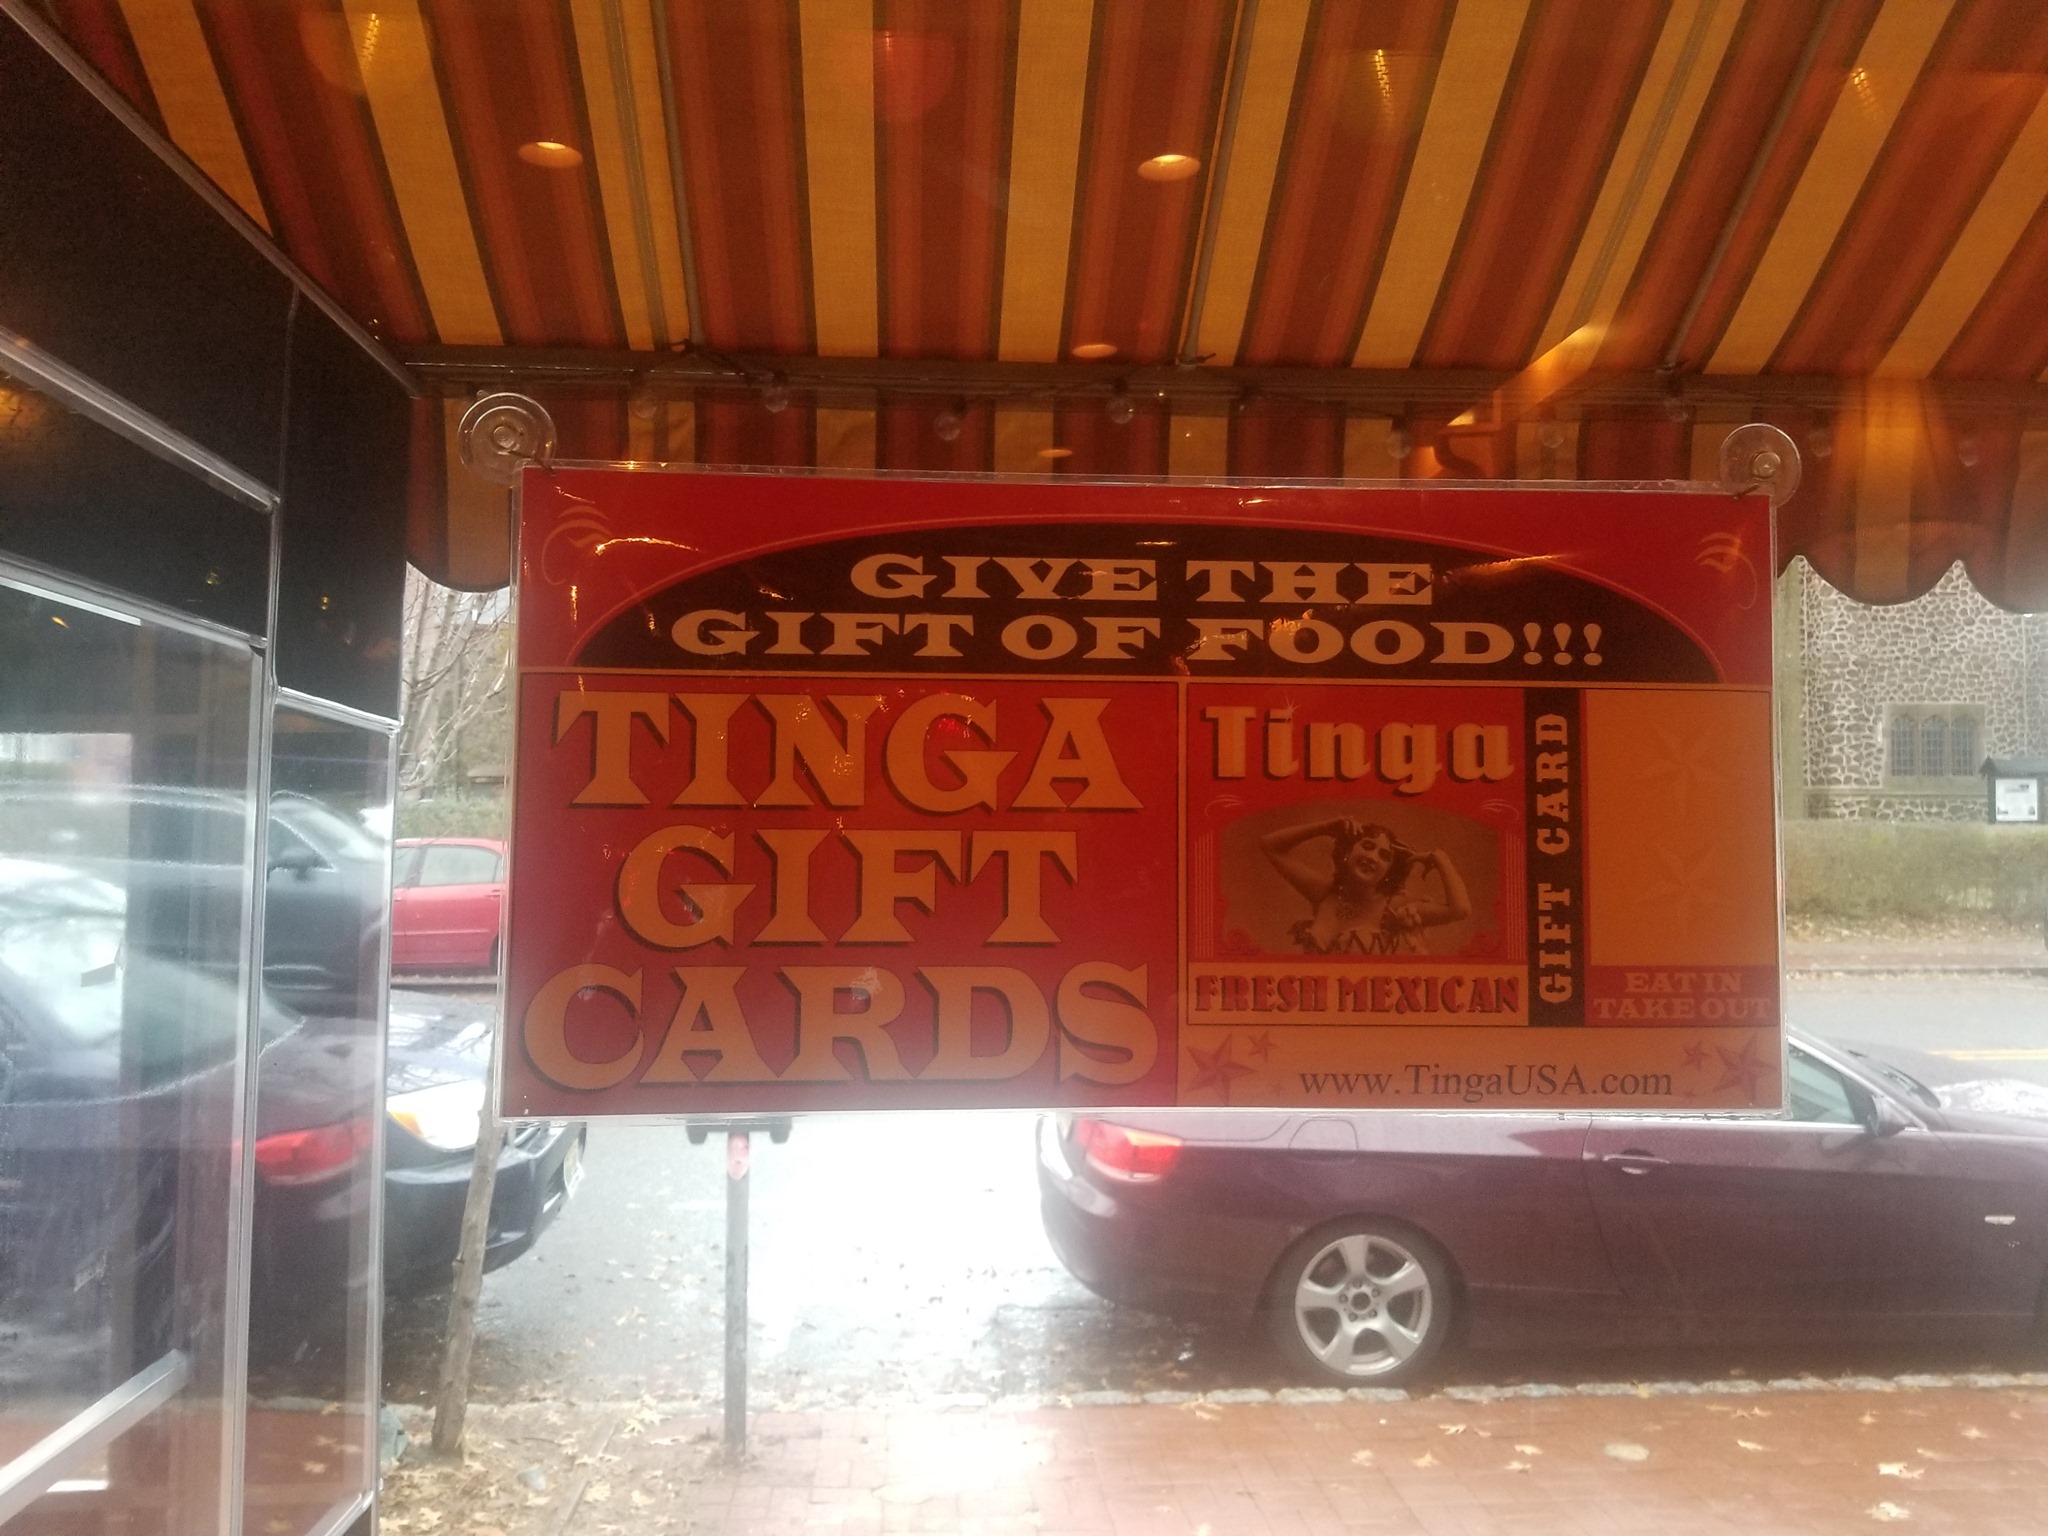 GIVE THE
GIFT OF FOOD!!!
TINGA
GIFT
CARDS
Tinga
FRESH MEXICAN
GIFT CARD
EAT IN
TAKE OUT
www.TingaUSA.com